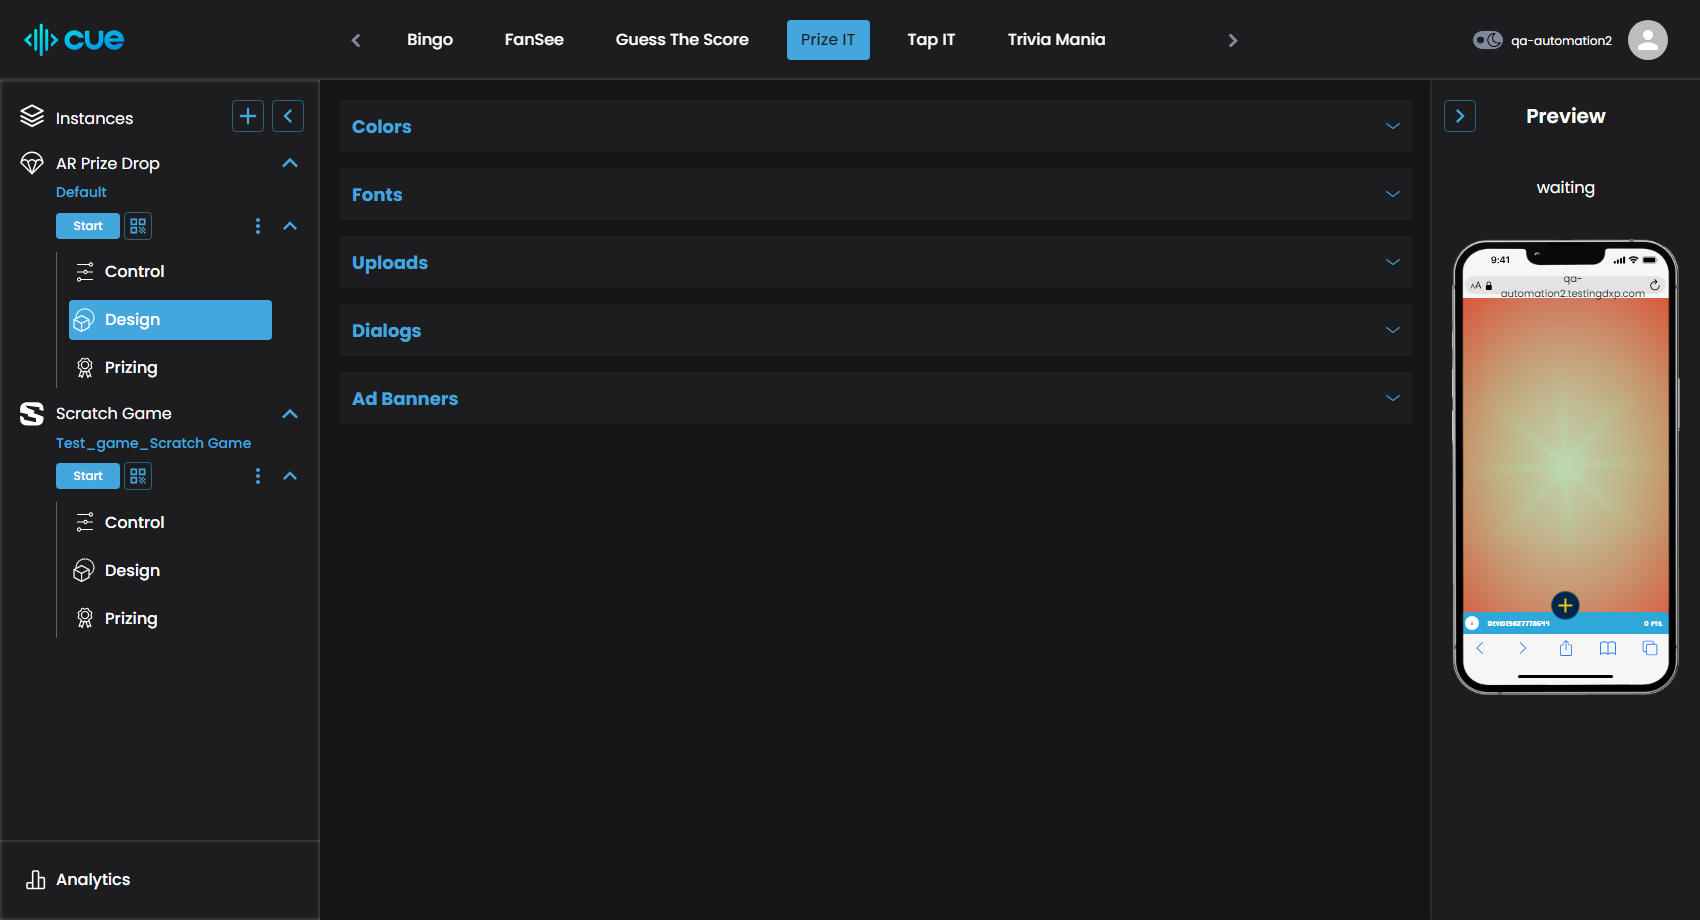 cue
Bingo
FanSee
Guess The Score
Prize IT
Tap IT
Trivia Mania
qa-automation2
Instances
AR Prize Drop
Default
Start
Control
Design
Prizing
Scratch Game
Test_game_Scratch Game
Start
Control
Design
Prizing
Analytics
Colors
Fonts
Uploads
Dialogs
Ad Banners
Preview
waiting
9:41
AA
qa-
automation2.testingdxp.com
0 PTS.